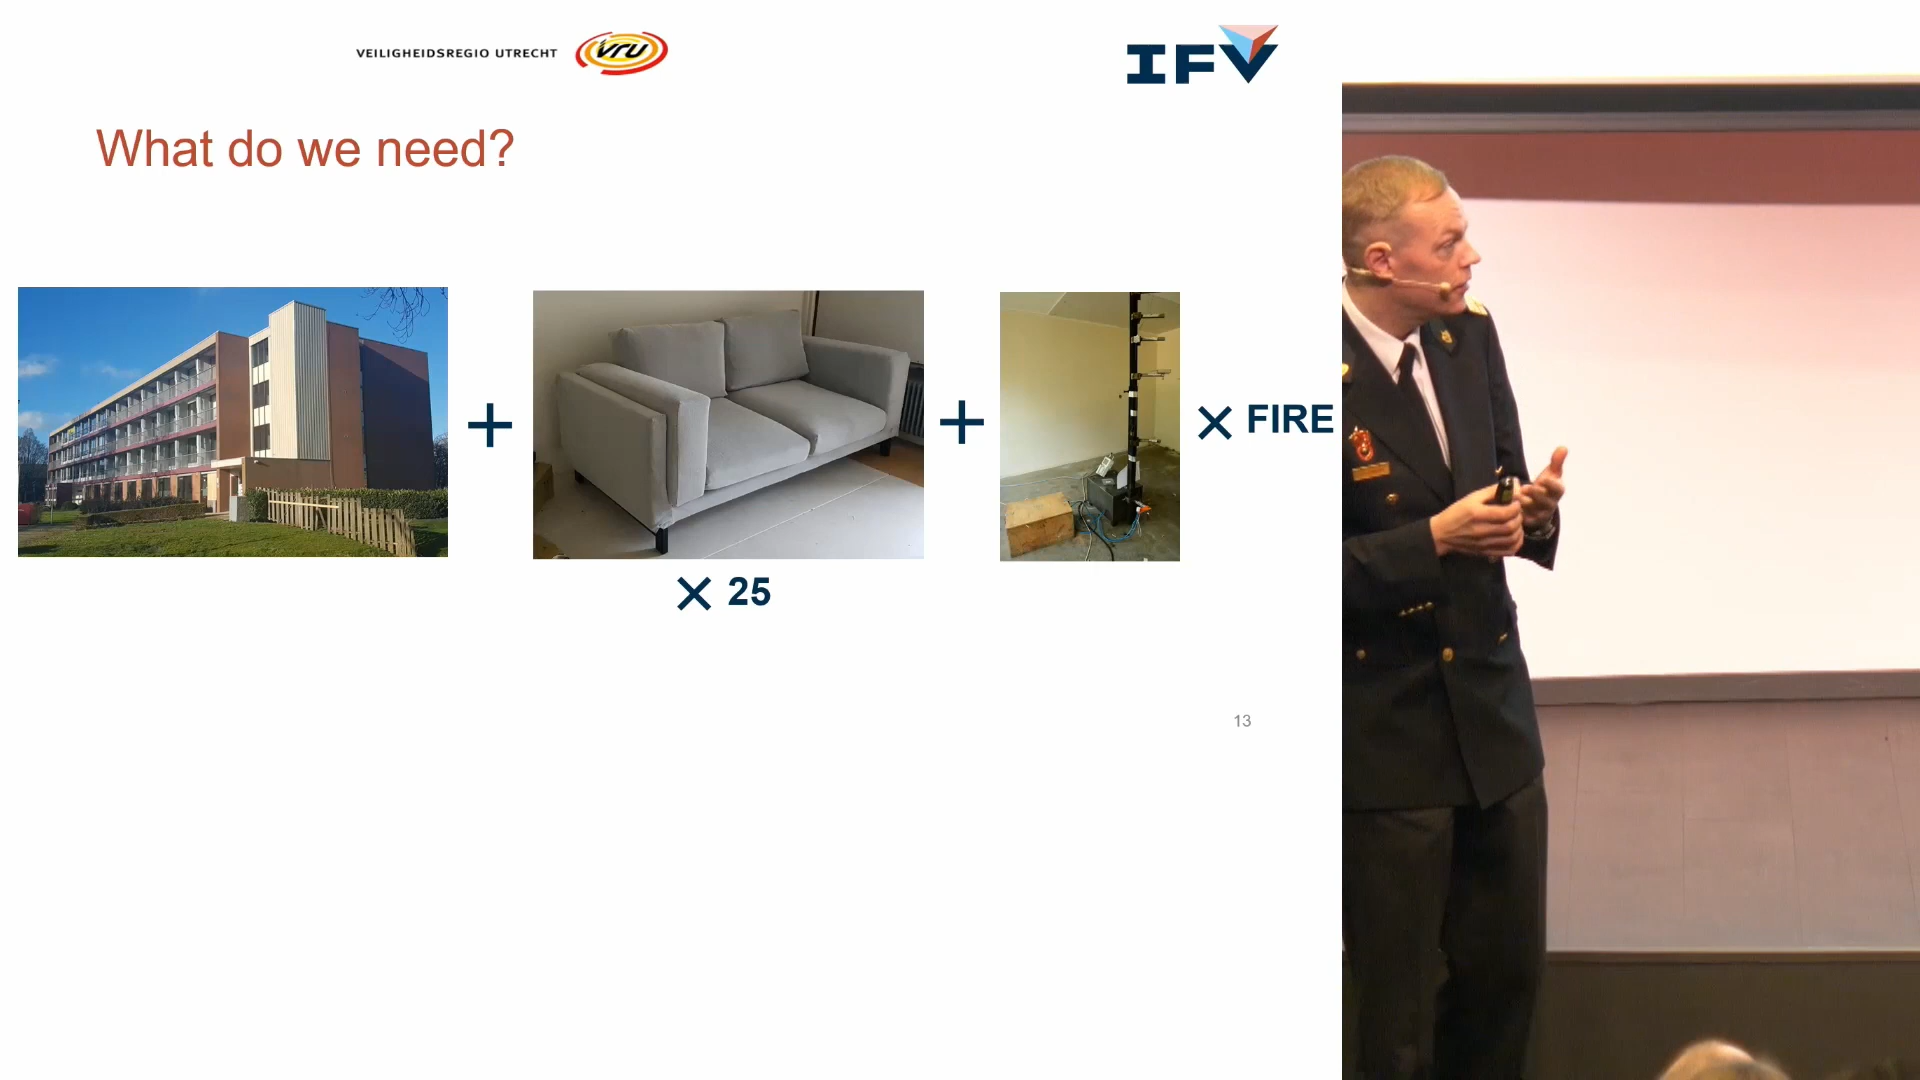 VEILIGHEIDSREGIO UTRECHT
vru
IFV
What do we need?
+
+
× FIRE
× 25
13